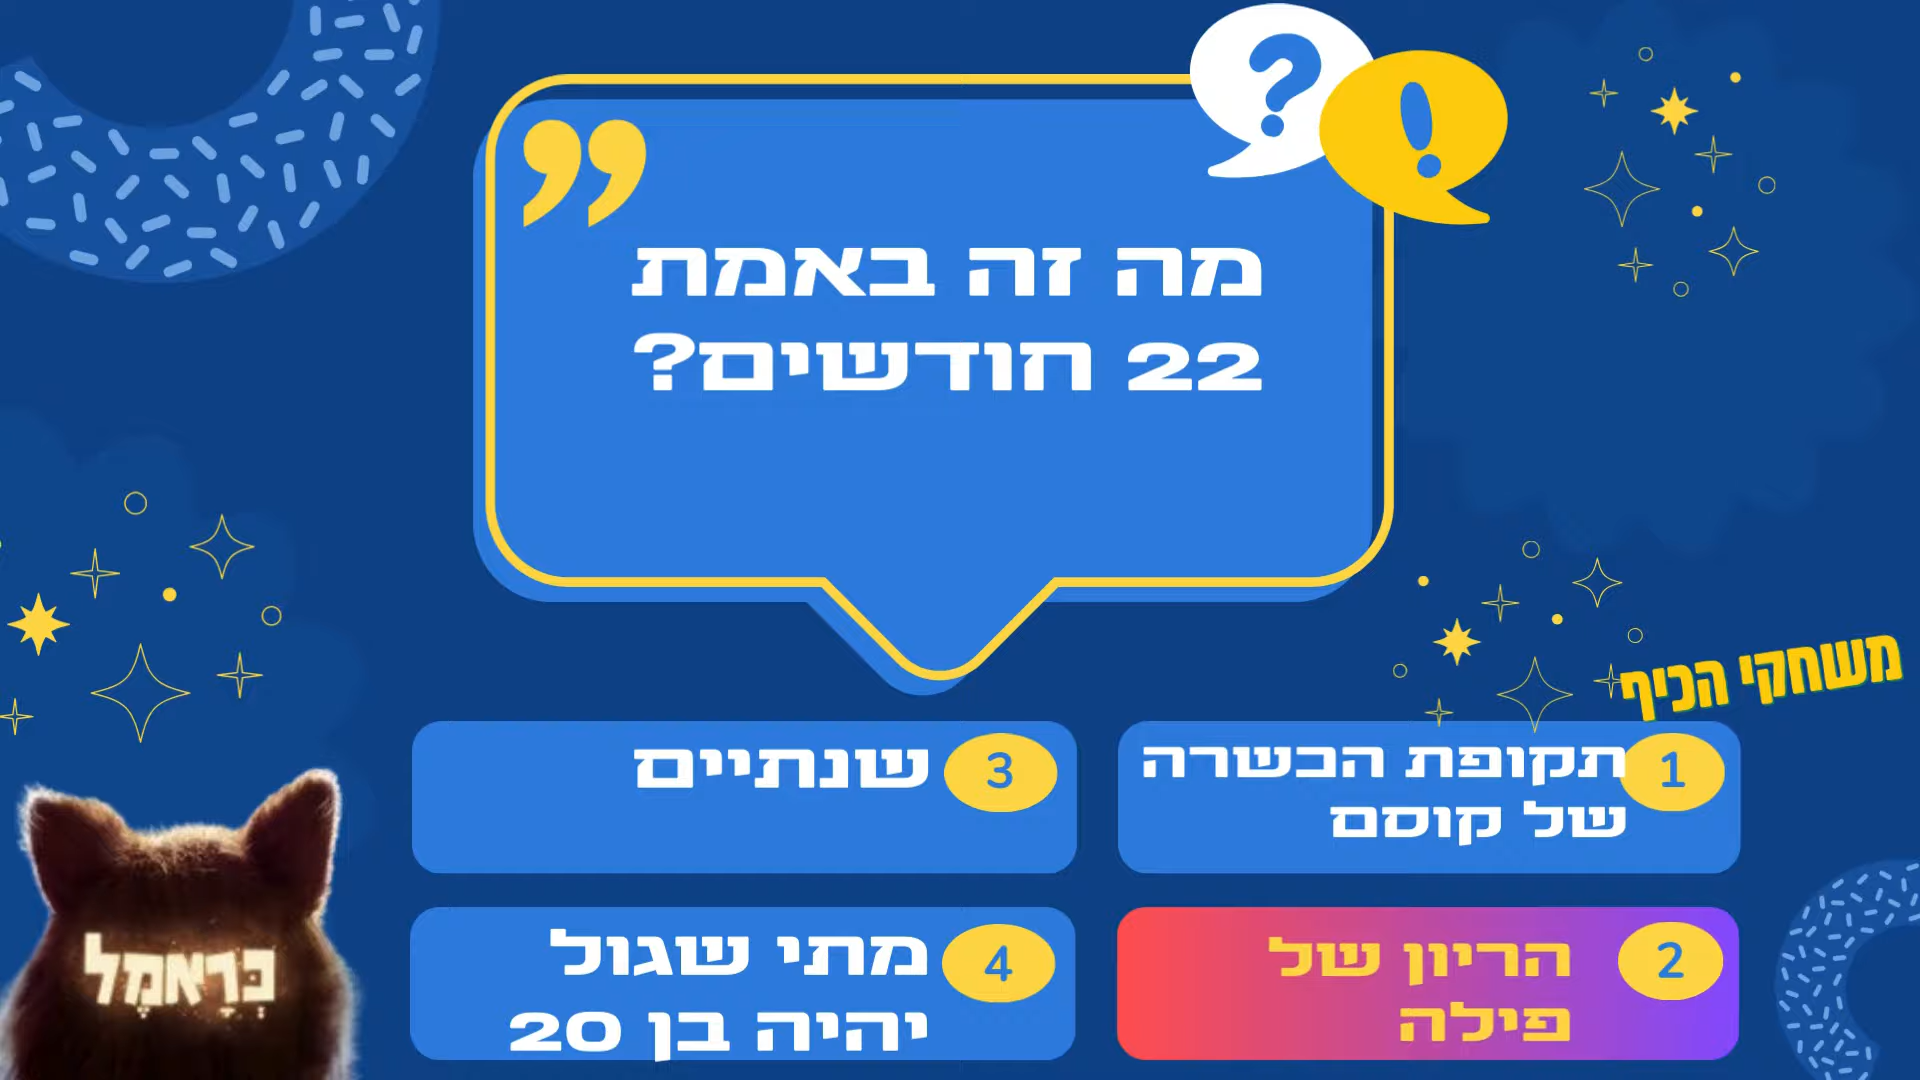 מה זה באמת
22 חודשים?
משחקי הכיף
1
תקופת הכשרה
של קוסם
3
שנתיים
2
הריון של
פילה
4
מתי שגול
יהיה בן 20
כְּרָאמֶל